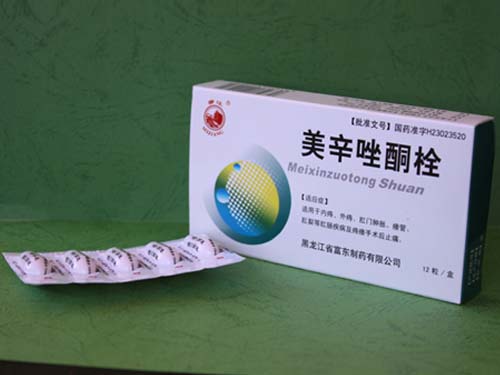 【批准文号】国药准字H23023520
美辛唑酮栓
Meixinzuotong Shuan
【适应症】
适用于内痔、外痔、肛门肿胀、瘘管、
肛裂等肛肠疾病及痔瘘手术后止痛。
黑龙江省富东制药有限公司
12粒/盒